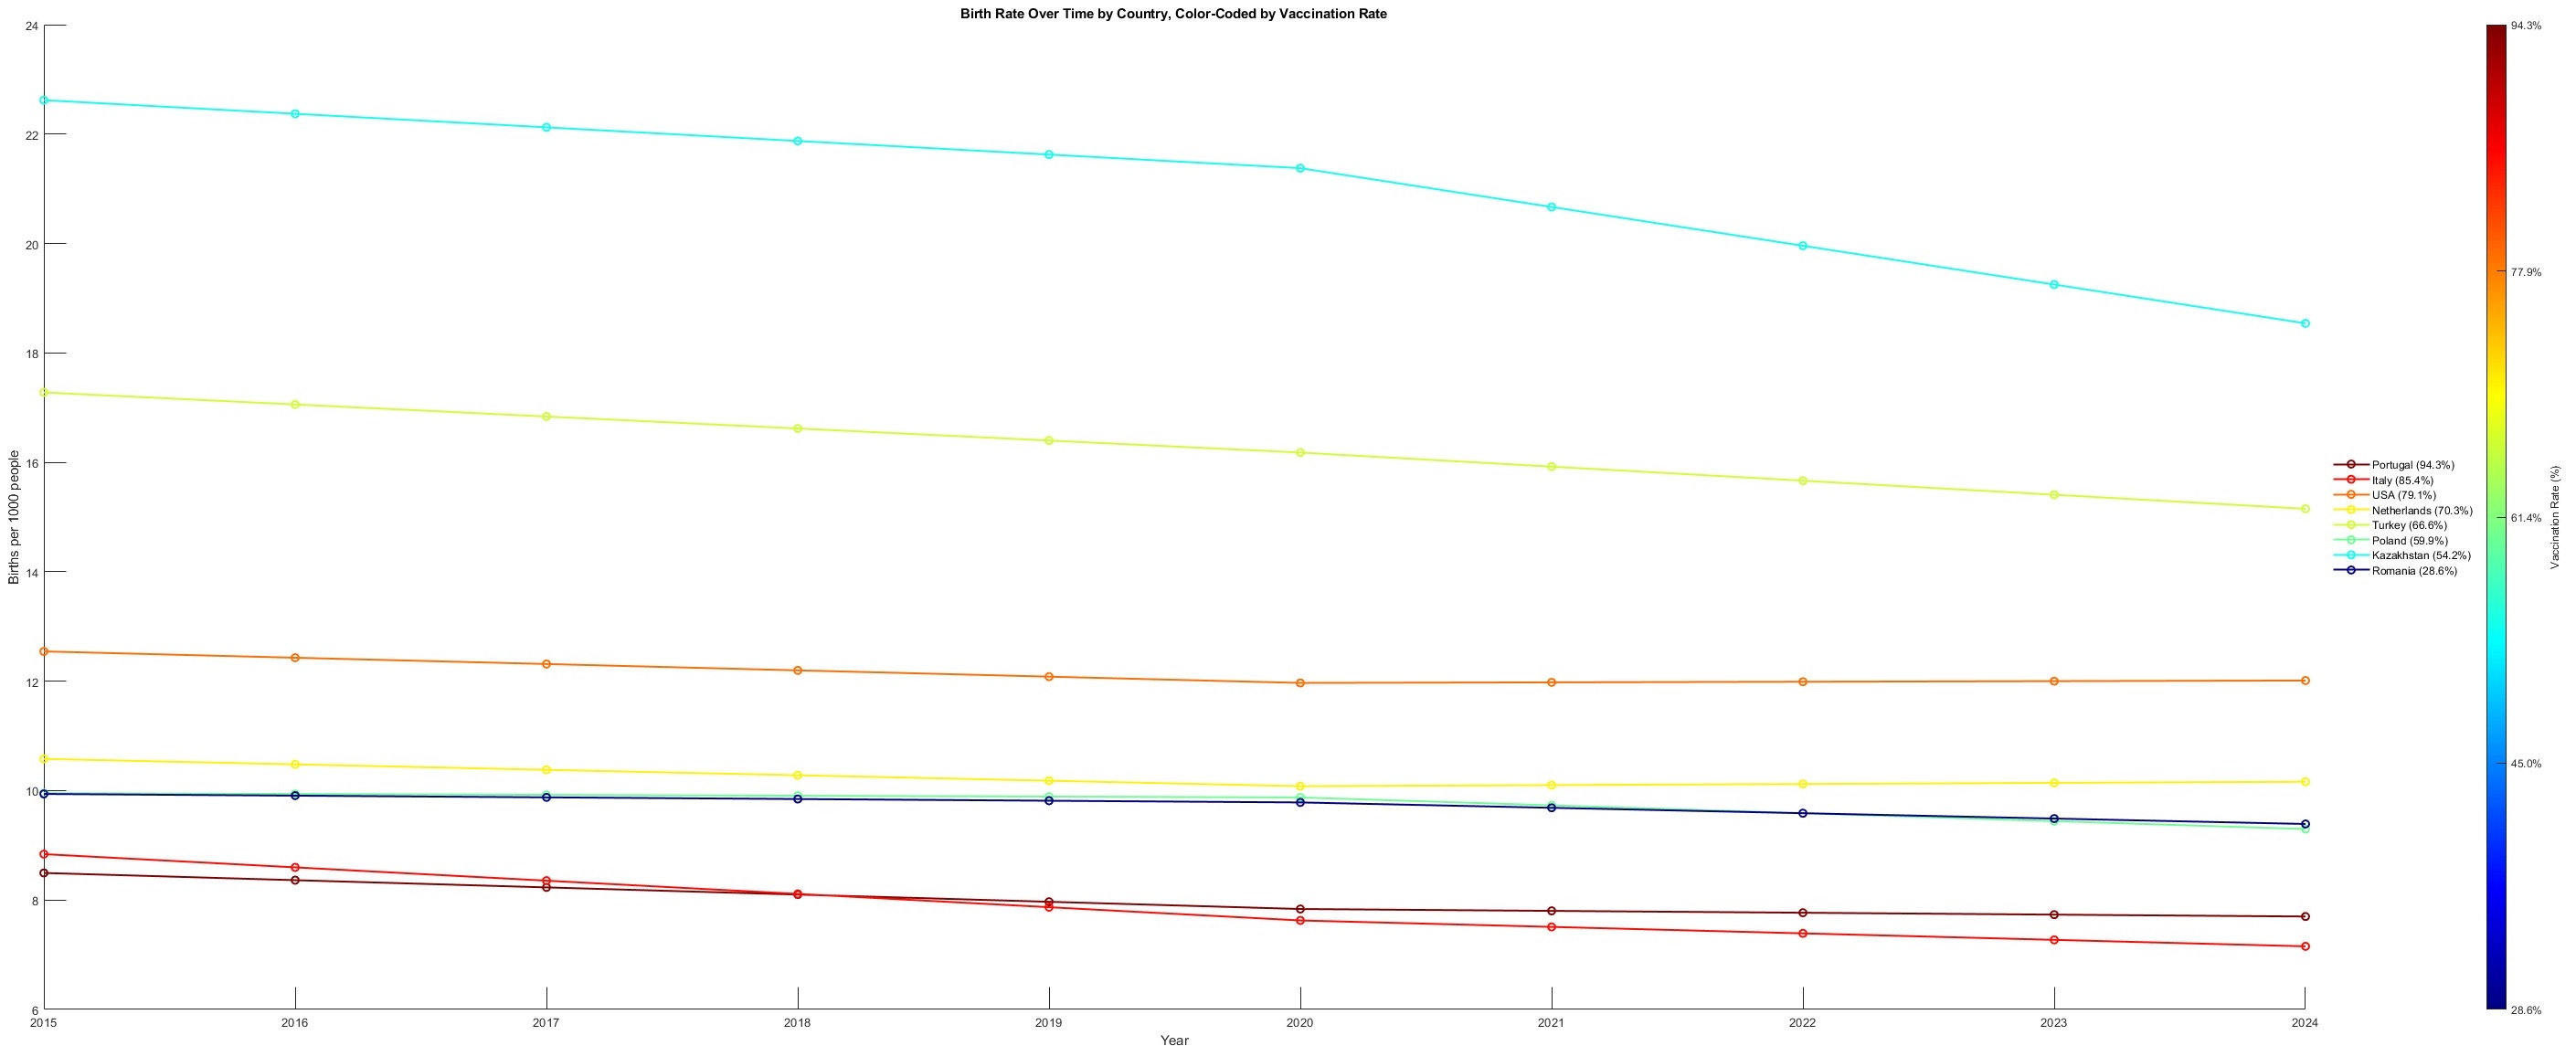 Birth Rate Over Time by Country, Color-Coded by Vaccination Rate
24
22
20
18
16
14
12
10
8
6
Births per 1000 people
2015 2016 2017 2018 2019 2020 2021 2022 2023 2024
Year
Portugal (94.3%)
Italy (85.4%)
USA (79.1%)
Netherlands (70.3%)
Turkey (66.6%)
Poland (59.9%)
Kazakhstan (54.2%)
Romania (28.6%)
94.3%
77.9%
61.4%
45.0%
28.6%
Vaccination Rate (%)